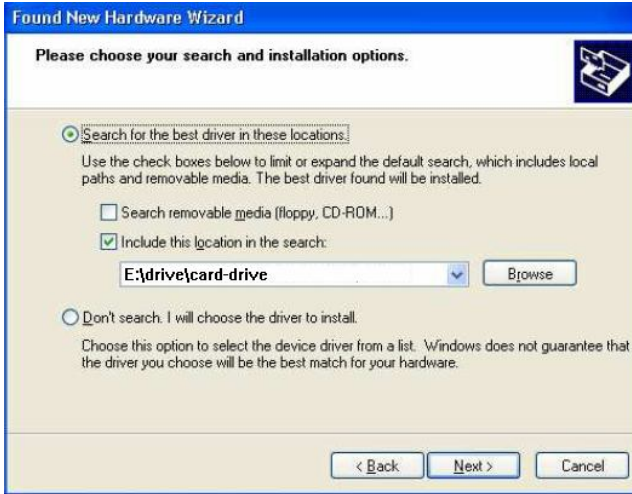 Found New Hardware Wizard
Please choose your search and installation options.
Search for the best driver in these locations.
Use the check boxes below to limit or expand the default search, which includes local
paths and removable media. The best driver found will be installed.
Search removable media (floppy, CD-ROM...)
Include this location in the search:
E:\drive\card-drive
Browse
Don't search. I will choose the driver to install.
Choose this option to select the device driver from a list. Windows does not guarantee that
the driver you choose will be the best match for your hardware.
< Back
Next >
Cancel